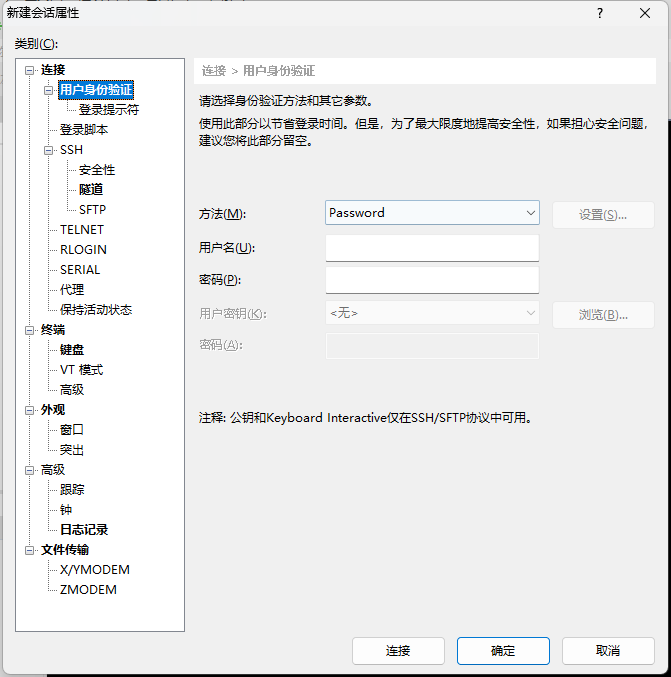 新建会话属性
?
类别(C):
连接
用户身份验证
登录提示符
登录脚本
SSH
安全性
隧道
SFTP
TELNET
RLOGIN
SERIAL
代理
保持活动状态
终端
键盘
VT 模式
高级
外观
窗口
突出
高级
跟踪
钟
日志记录
文件传输
X/YMODEM
ZMODEM
连接 > 用户身份验证
请选择身份验证方法和其它参数。
使用此部分以节省登录时间。但是，为了最大限度地提高安全性，如果担心安全问题，
建议您将此部分留空。
方法(M): Password 设置(S)...
用户名(U):
密码(P):
用户密钥(K): <无> 浏览(B)...
密码(A):
注释: 公钥和Keyboard Interactive仅在SSH/SFTP协议中可用。
连接 确定 取消